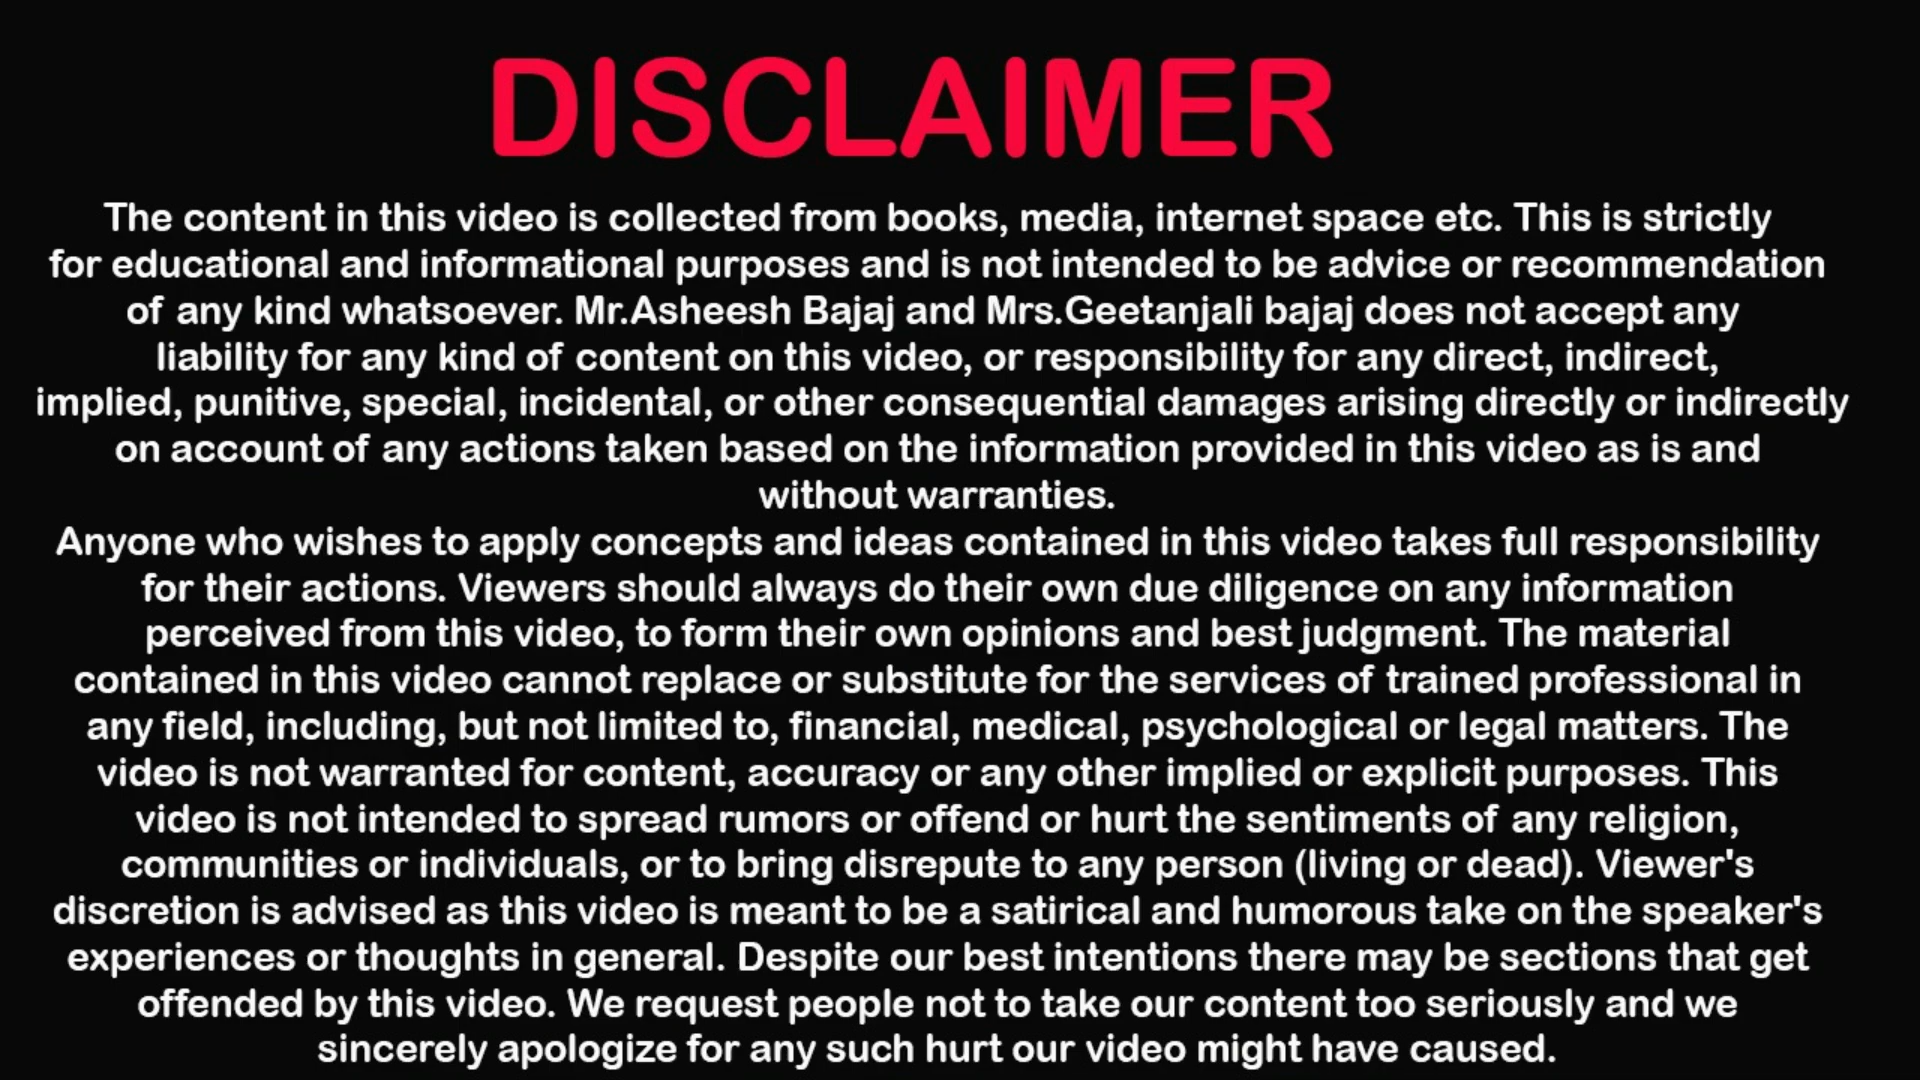 DISCLAIMER
The content in this video is collected from books, media, internet space etc. This is strictly
for educational and informational purposes and is not intended to be advice or recommendation
of any kind whatsoever. Mr.Asheesh Bajaj and Mrs.Geetanjali bajaj does not accept any
liability for any kind of content on this video, or responsibility for any direct, indirect,
implied, punitive, special, incidental, or other consequential damages arising directly or indirectly
on account of any actions taken based on the information provided in this video as is and
without warranties.
Anyone who wishes to apply concepts and ideas contained in this video takes full responsibility
for their actions. Viewers should always do their own due diligence on any information
perceived from this video, to form their own opinions and best judgment. The material
contained in this video cannot replace or substitute for the services of trained professional in
any field, including, but not limited to, financial, medical, psychological or legal matters. The
video is not warranted for content, accuracy or any other implied or explicit purposes. This
video is not intended to spread rumors or offend or hurt the sentiments of any religion,
communities or individuals, or to bring disrepute to any person (living or dead). Viewer's
discretion is advised as this video is meant to be a satirical and humorous take on the speaker's
experiences or thoughts in general. Despite our best intentions there may be sections that get
offended by this video. We request people not to take our content too seriously and we
sincerely apologize for any such hurt our video might have caused.